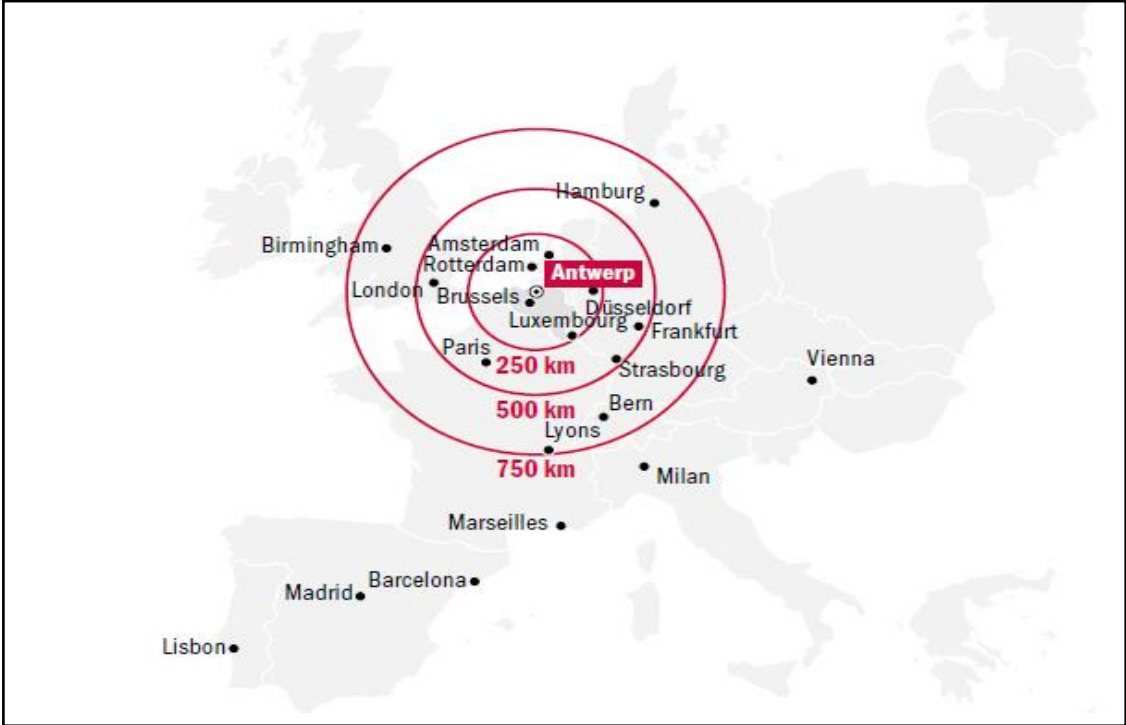 Hamburg
Birmingham
Amsterdam
Rotterdam
Antwerp
London
Brussels
Düsseldorf
Luxembourg
Frankfurt
Paris
250 km
Strasbourg
Vienna
500 km
Bern
Lyons
750 km
Milan
Marseilles
Barcelona
Madrid
Lisbon